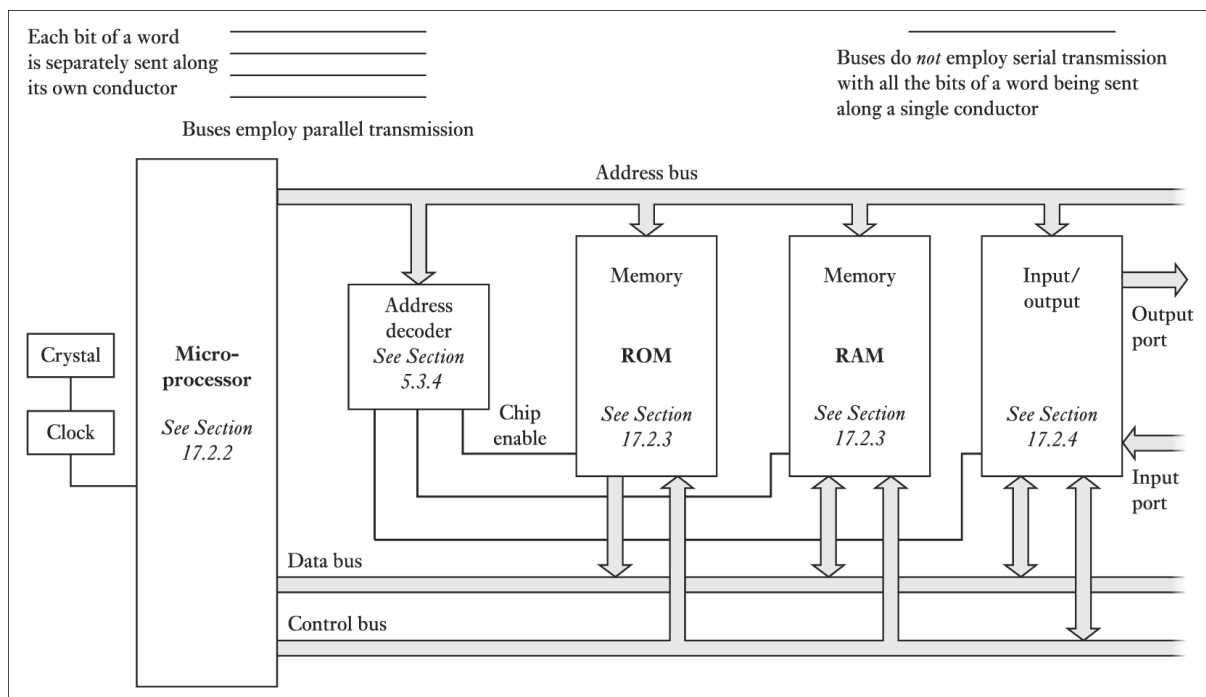 Each bit of a word
is separately sent along
its own conductor
Buses do not employ serial transmission
with all the bits of a word being sent
along a single conductor
Buses employ parallel transmission
Address bus
Crystal
Clock
Micro-
processor
See Section
17.2.2
Address
decoder
See Section
5.3.4
Chip
enable
Memory
ROM
See Section
17.2.3
Memory
RAM
See Section
17.2.3
Input/
output
See Section
17.2.4
Output
port
Input
port
Data bus
Control bus